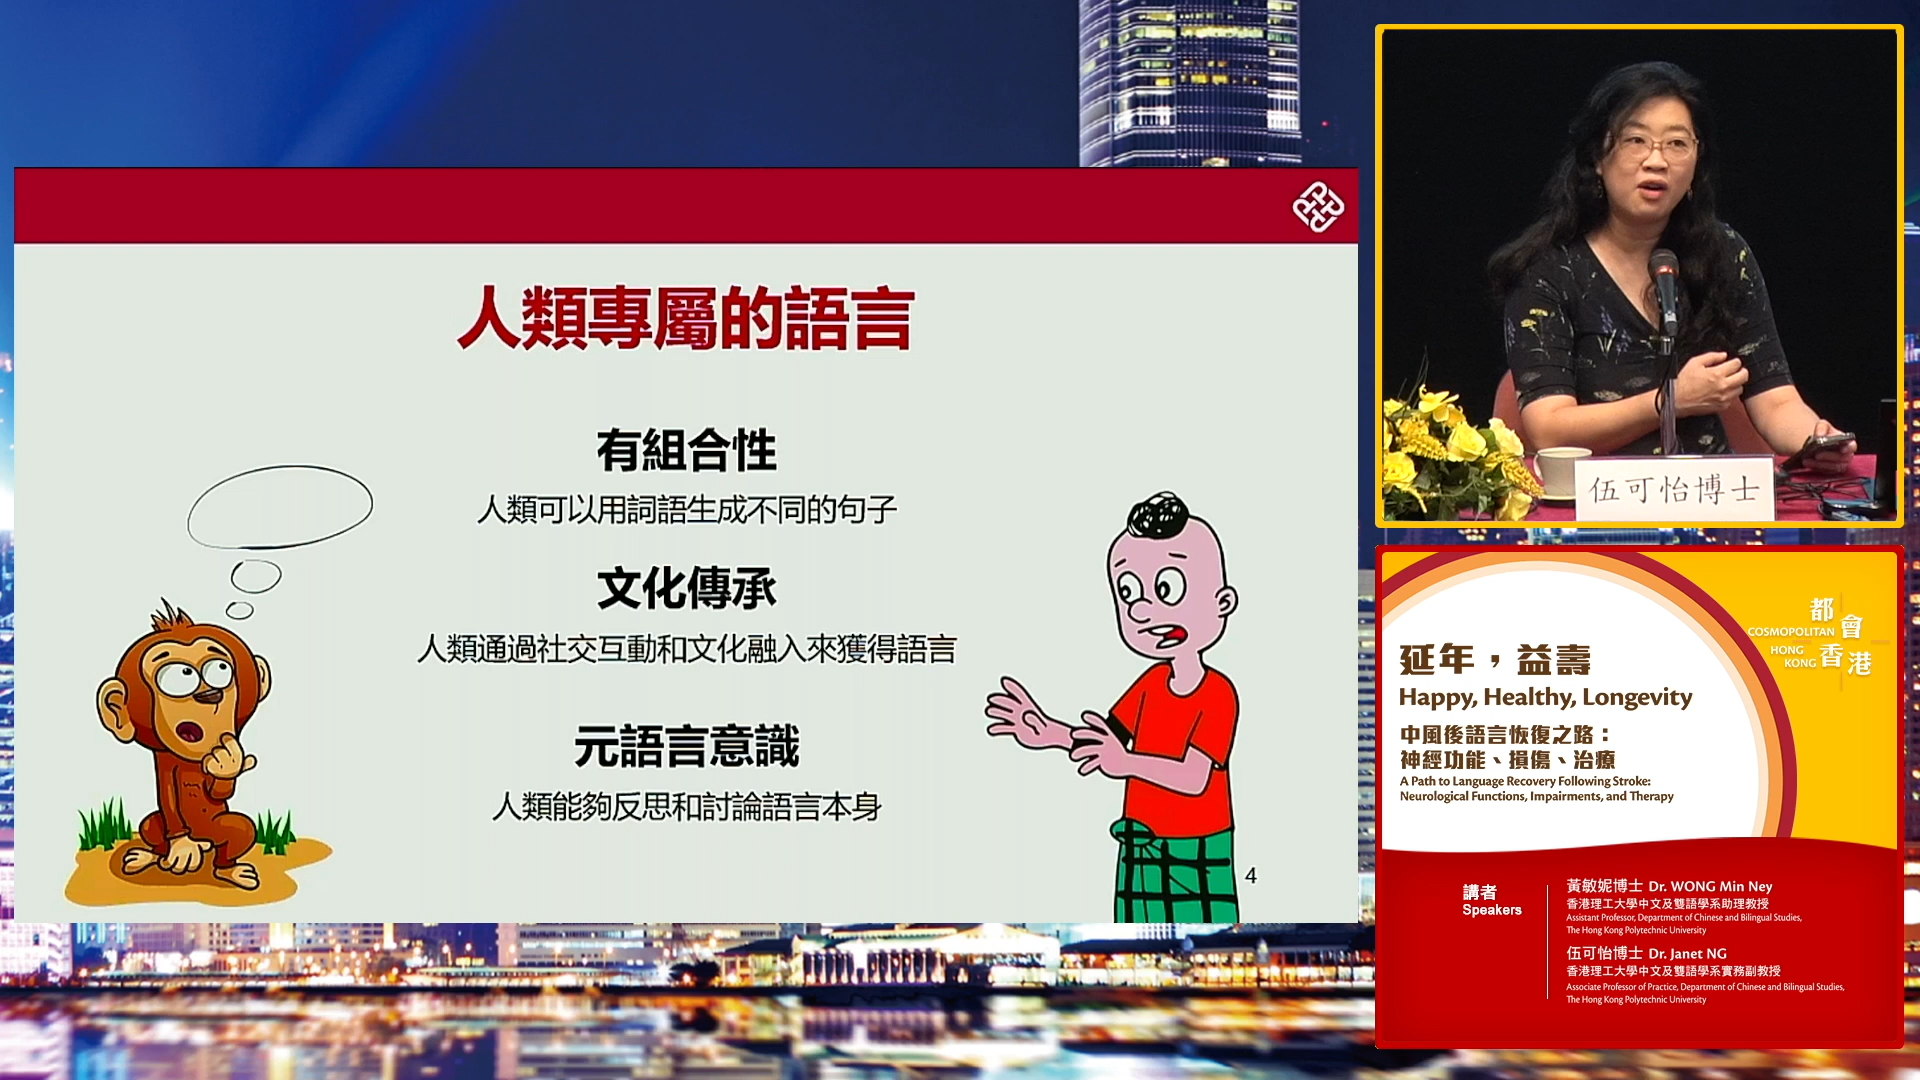 人類專屬的語言
有組合性
人類可以用詞語生成不同的句子
文化傳承
人類通過社交互動和文化融入來獲得語言
元語言意識
人類能夠反思和討論語言本身
4
伍可怡博士
都會
COSMOPOLITAN
HONG
KONG
香港
延年，益壽
Happy, Healthy, Longevity
中風後語言恢復之路：
神經功能、損傷、治療
A Path to Language Recovery Following Stroke:
Neurological Functions, Impairments, and Therapy
講者
Speakers
黃敏妮博士 Dr. WONG Min Ney
香港理工大學中文及雙語學系助理教授
Assistant Professor, Department of Chinese and Bilingual Studies,
The Hong Kong Polytechnic University
伍可怡博士 Dr. Janet NG
香港理工大學中文及雙語學系實務副教授
Associate Professor of Practice, Department of Chinese and Bilingual Studies,
The Hong Kong Polytechnic University